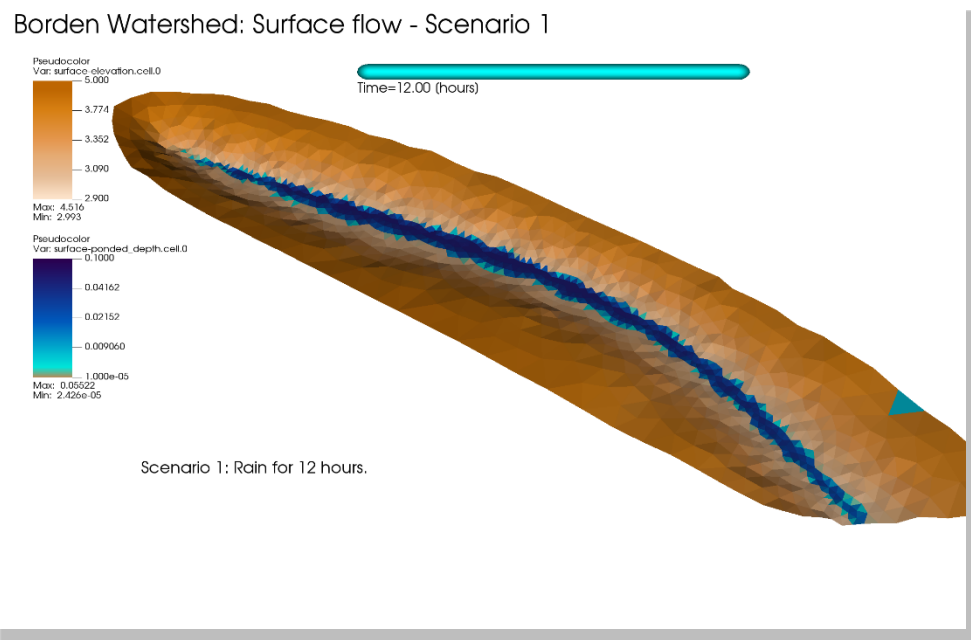 Borden Watershed: Surface flow - Scenario 1
Pseudocolor
Var: surface-elevation.cell.0
5.000
3.774
3.352
3.090
2.900
Max: 4.516
Min: 2.993
Time=12.00 [hours]
Pseudocolor
Var: surface-ponded_depth.cell.0
0.1000
0.04162
0.02152
0.009060
1.000e-05
Max: 0.05522
Min: 2.426e-05
Scenario 1: Rain for 12 hours.